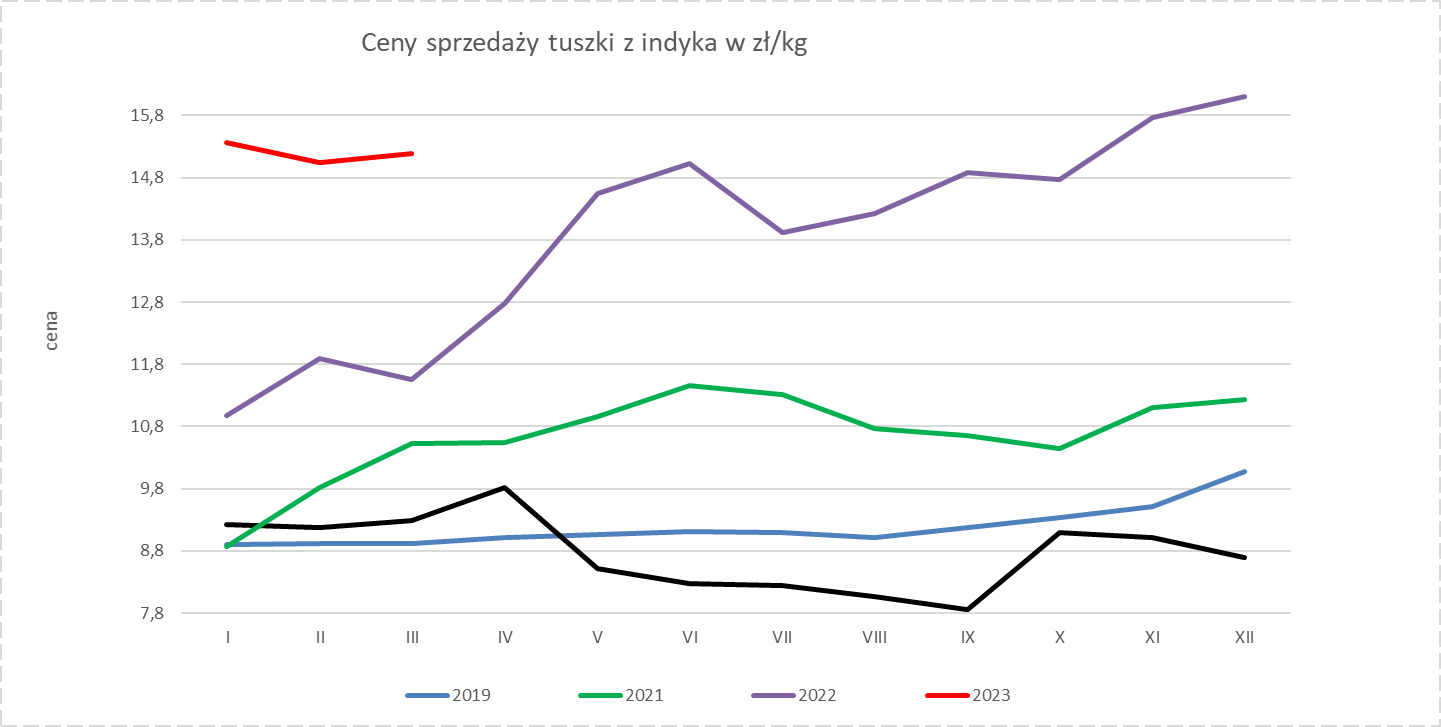 Ceny sprzedaży tuszki z indyka w zł/kg
15,8
14,8
13,8
12,8
11,8
10,8
9,8
8,8
7,8
cena
I II III IV V VI VII VIII IX X XI XII
2019 2021 2022 2023